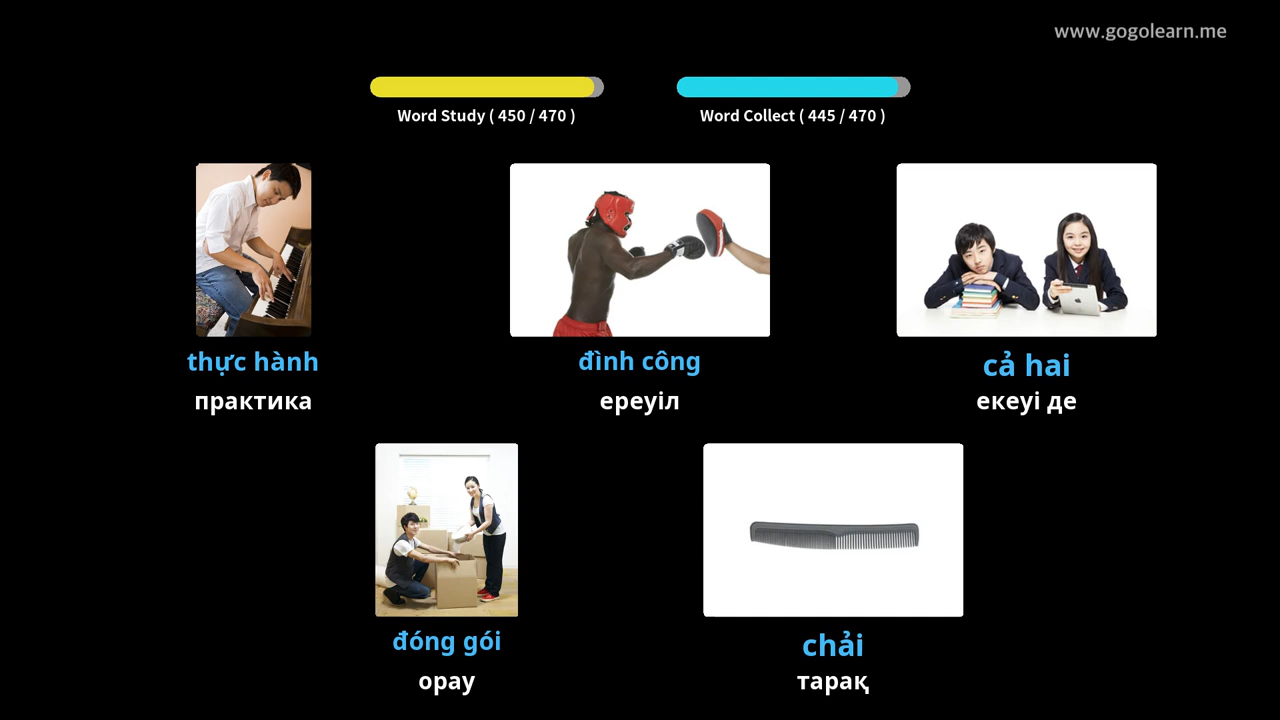 www.gogolearn.me
Word Study ( 450 / 470 )
Word Collect ( 445 / 470 )
thực hành
практика
đình công
ереуіл
cả hai
екеуі де
đóng gói
орау
chải
тарақ